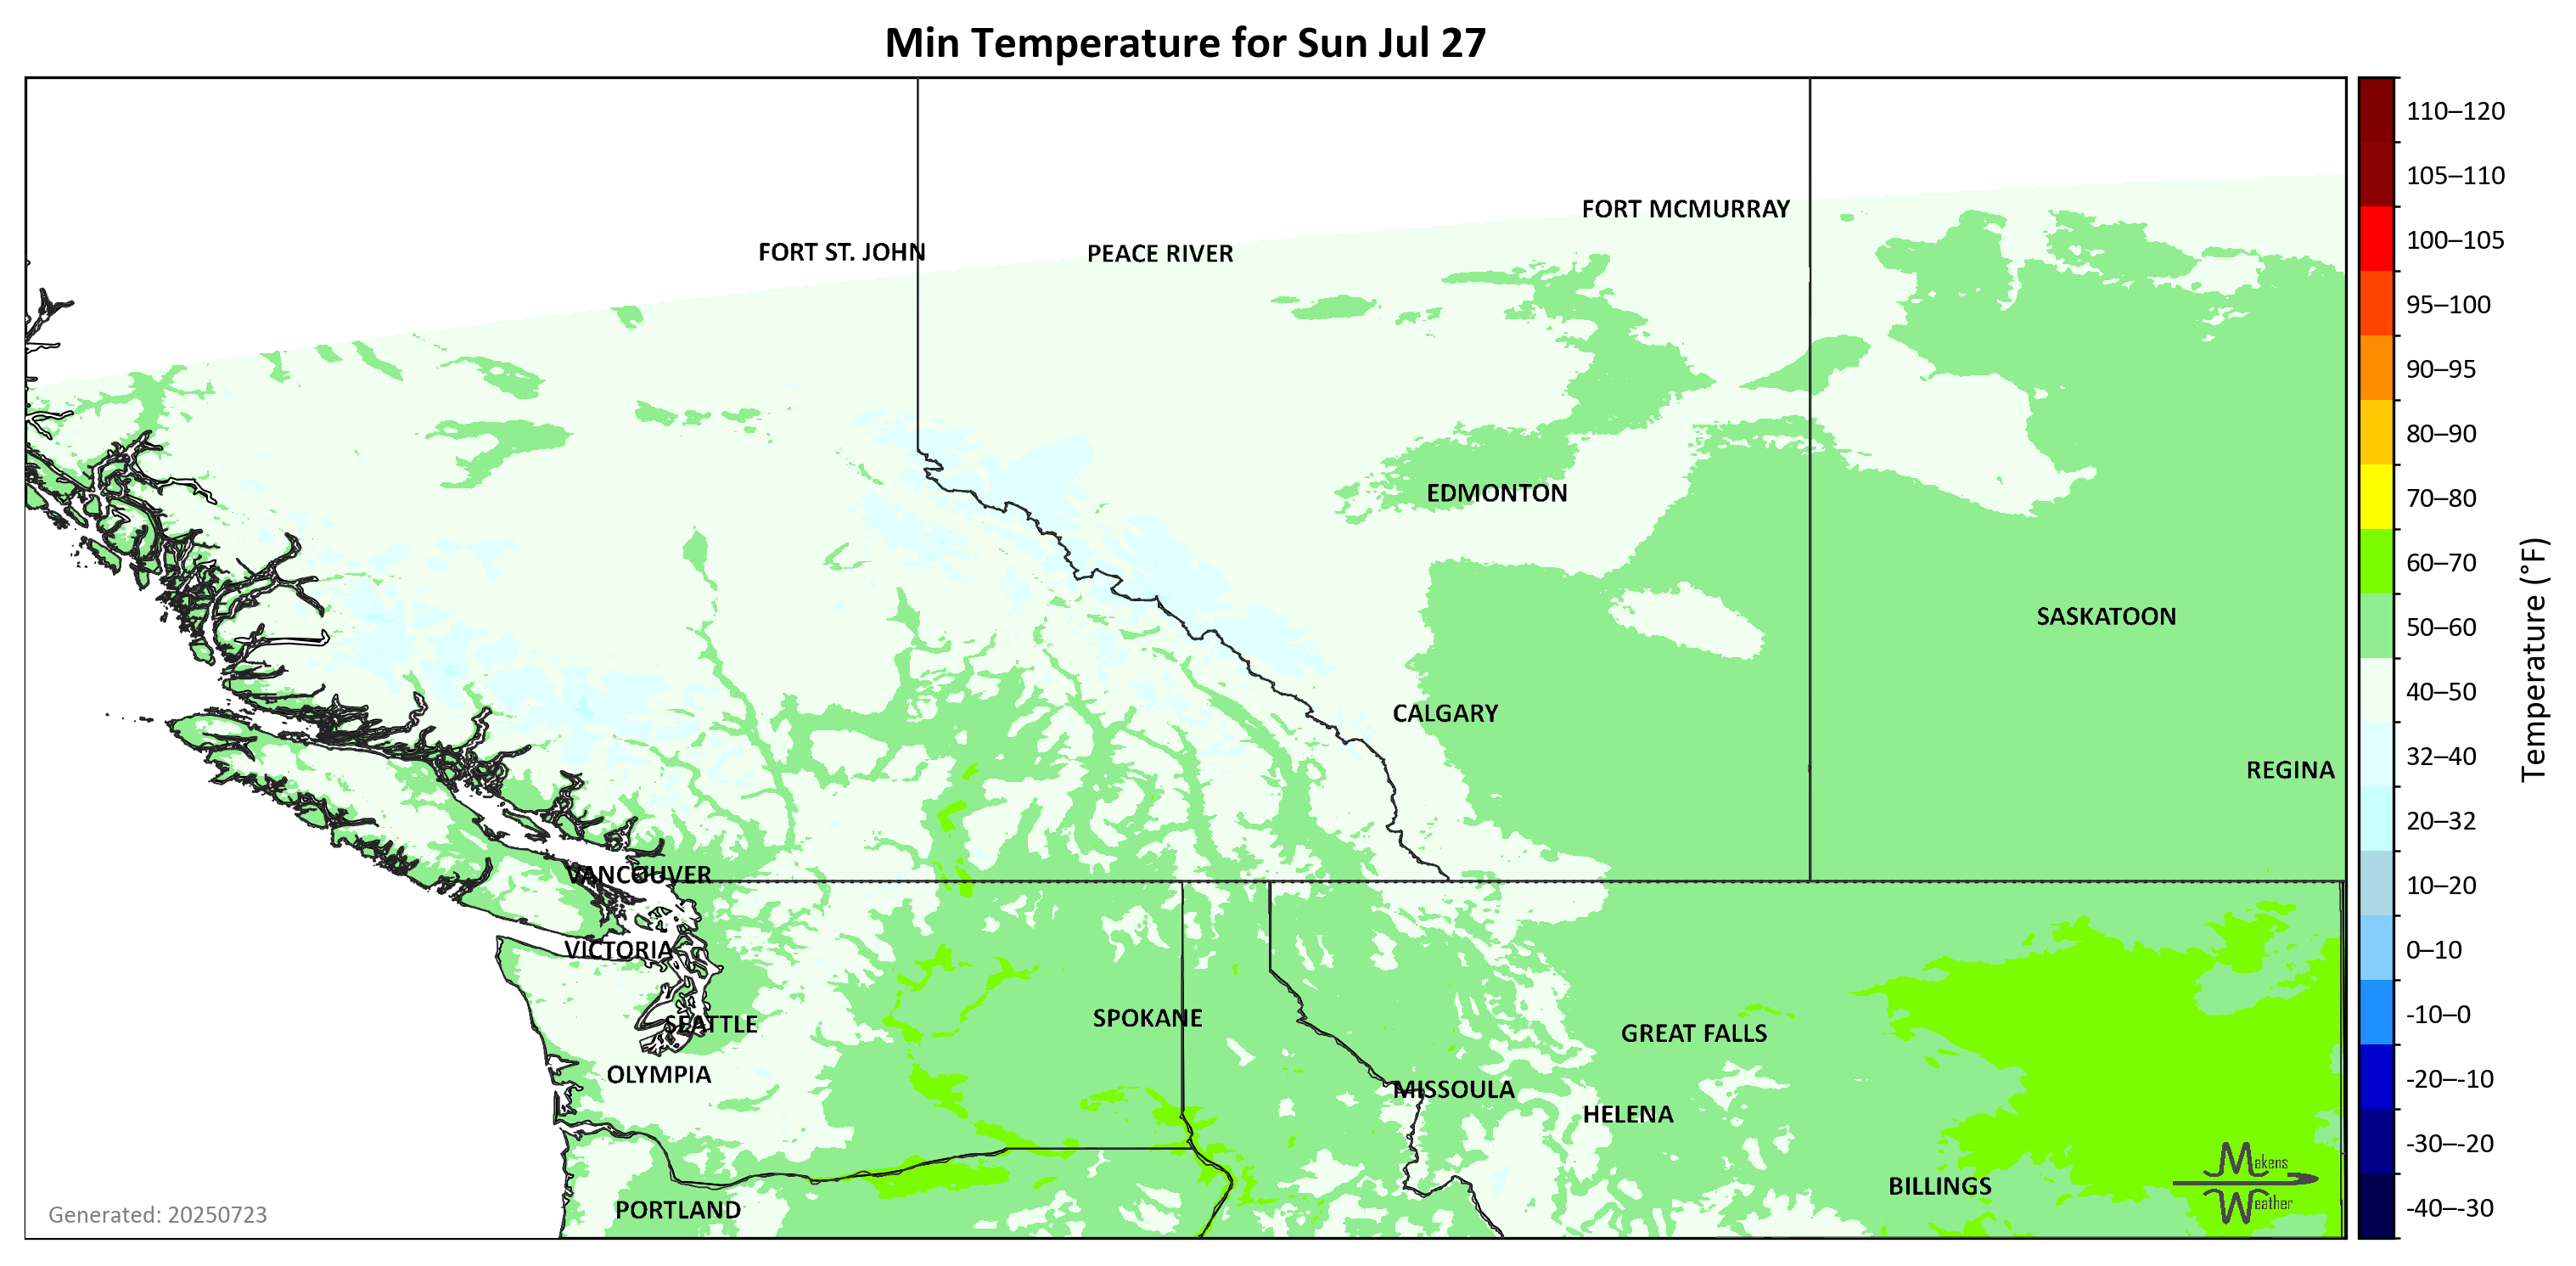 Min Temperature for Sun Jul 27
110–120
105–110
100–105
95–100
90–95
80–90
70–80
60–70
50–60
40–50
32–40
20–32
10–20
0–10
-10–0
-20–-10
-30–-20
-40–-30
Temperature (°F)
FORT MCMURRAY
FORT ST. JOHN
PEACE RIVER
EDMONTON
SASKATOON
CALGARY
REGINA
VANCOUVER
VICTORIA
SEATTLE
SPOKANE
GREAT FALLS
OLYMPIA
MISSOULA
HELENA
BILLINGS
PORTLAND
Makens
Weather
Generated: 20250723